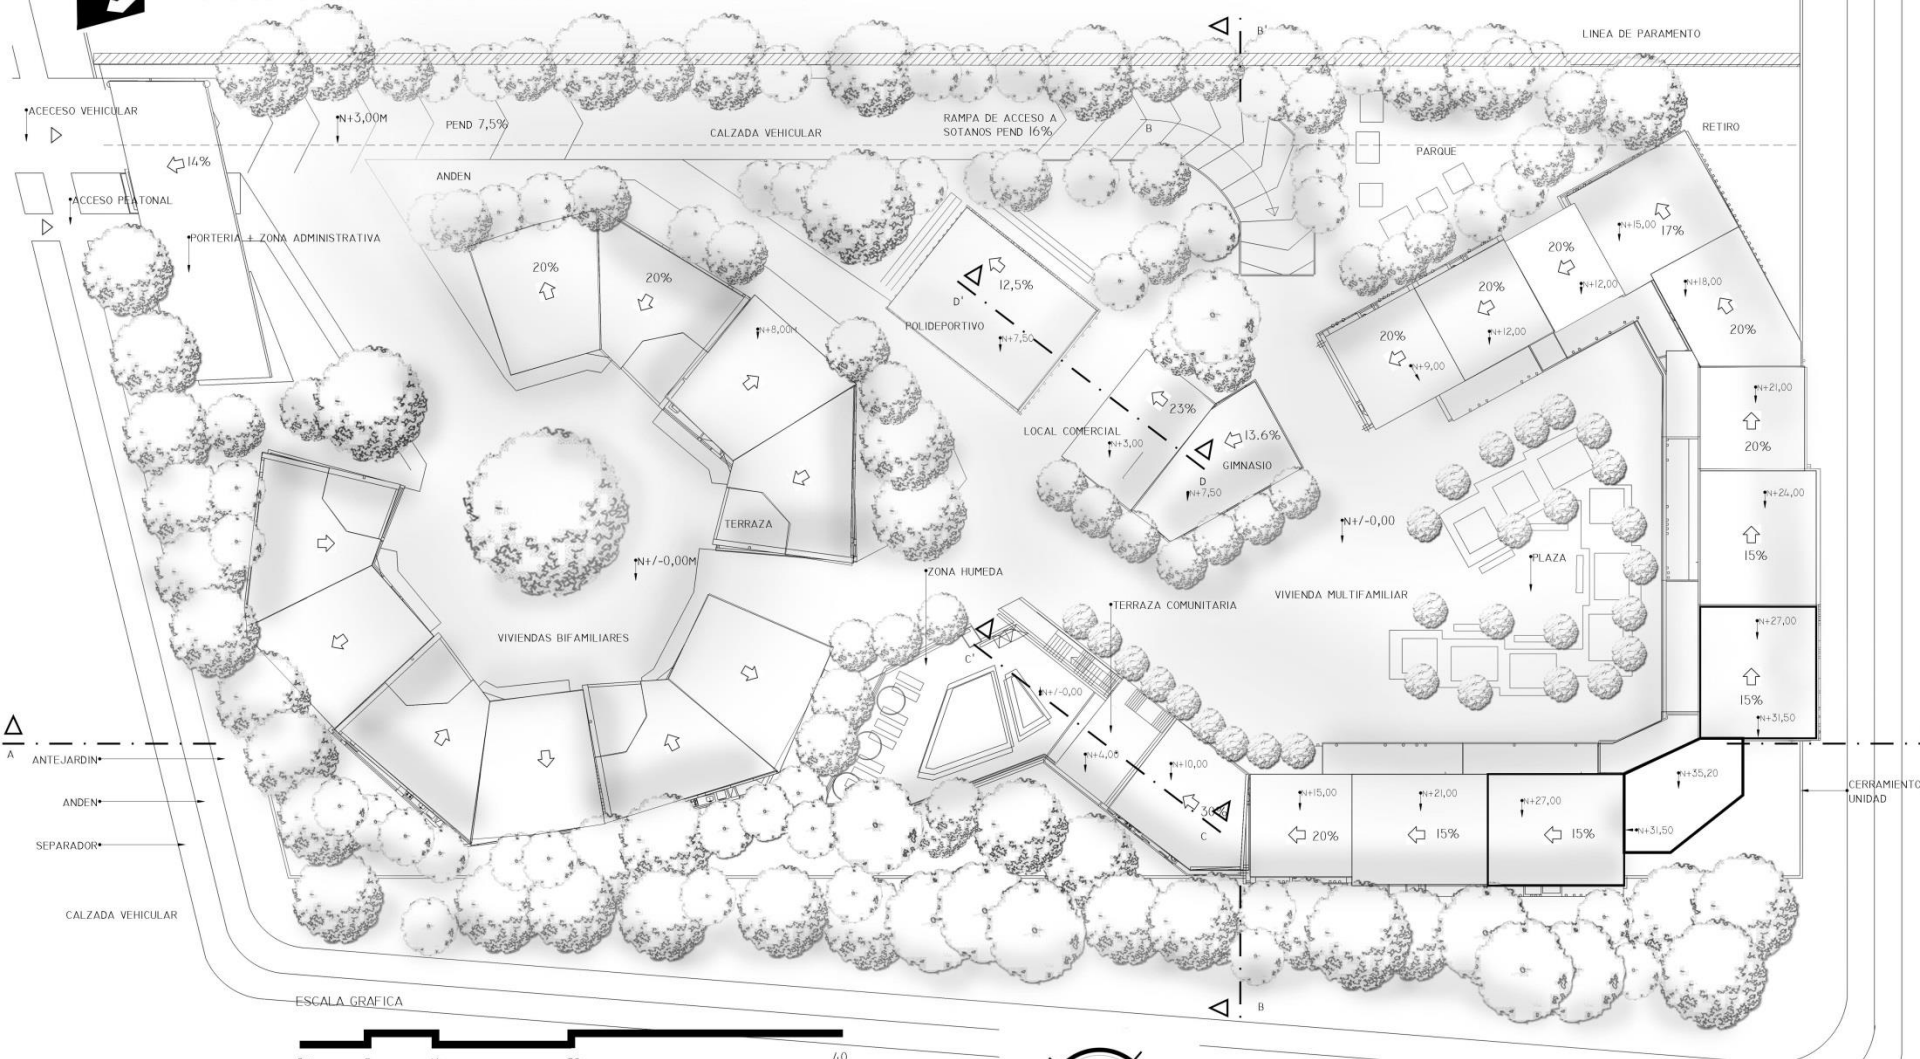 B'
LINEA DE PARAMENTO
ACECESO VEHICULAR
N+3,00M
PEND 7,5%
CALZADA VEHICULAR
RAMPA DE ACCESO A
SOTANOS PEND 16%
B
RETIRO
PARQUE
14%
ANDEN
ACCESO PEATONAL
PORTERIA + ZONA ADMINISTRATIVA
N+15,00
17%
20%
20%
20%
N+12,00
N+18,00
20%
20%
12,5%
D'
POLIDEPORTIVO
N+7,50
N+8,00M
N+12,00
20%
N+9,00
N+21,00
20%
23%
LOCAL COMERCIAL
N+3,00
13.6%
GIMNASIO
D
N+7,50
N+24,00
15%
TERRAZA
N+/-0,00
N+/-0,00M
ZONA HUMEDA
PLAZA
VIVIENDA MULTIFAMILIAR
TERRAZA COMUNITARIA
VIVIENDAS BIFAMILIARES
N+27,00
15%
N+31,50
C'
N+/-0,00
A
ANTEJARDIN
N+4,00
N+10,00
N+35,20
CERRAMIENTO
UNIDAD
ANDEN
N+15,00
N+21,00
N+27,00
30%
C
20%
15%
15%
N+31,50
SEPARADOR
CALZADA VEHICULAR
ESCALA GRAFICA
B
40